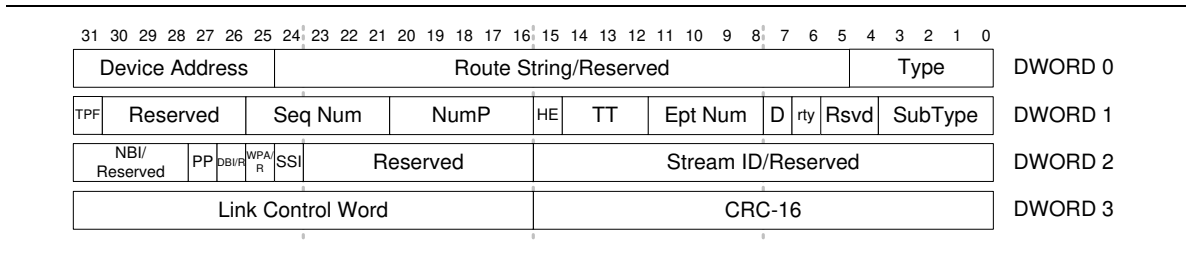 31 30 29 28 27 26 25 24 23 22 21 20 19 18 17 16 15 14 13 12 11 10 9 8 7 6 5 4 3 2 1 0
Device Address Route String/Reserved Type DWORD 0
TPF Reserved Seq Num NumP HE TT Ept Num D rty Rsvd SubType DWORD 1
NBI/ Reserved PP DBI/R WPA/ R SSI Reserved Stream ID/Reserved DWORD 2
Link Control Word CRC-16 DWORD 3